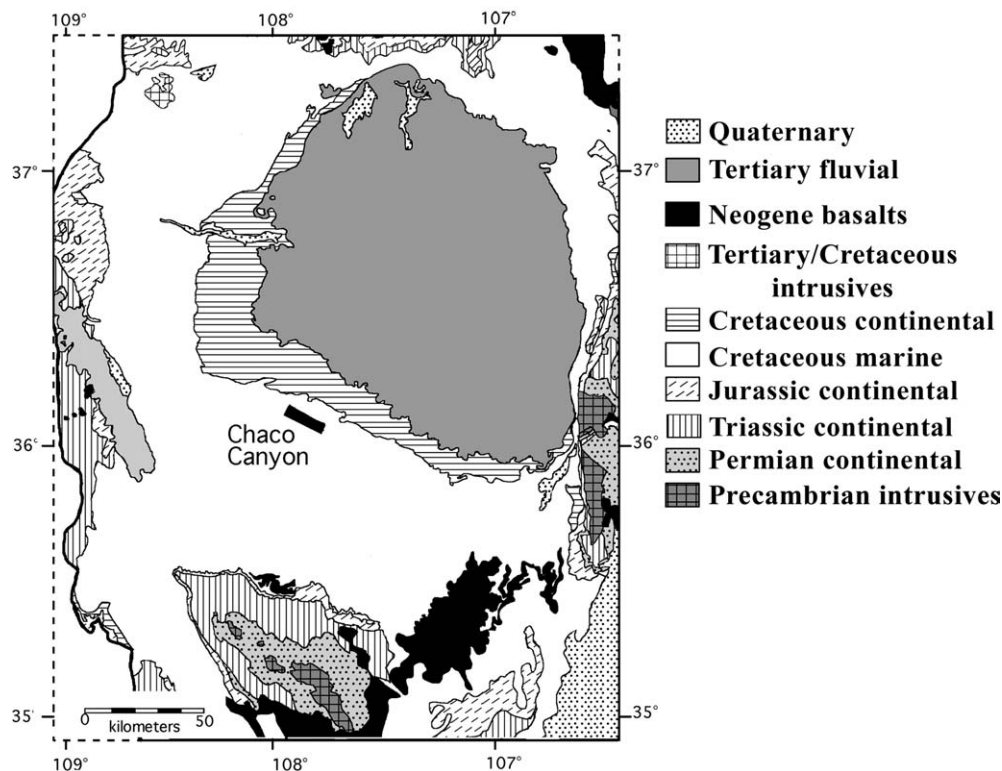 109° 108° 107°
37° 37°
36° 36°
35° 35°
Chaco
Canyon
0 50
kilometers
109° 108° 107°
Quaternary
Tertiary fluvial
Neogene basalts
Tertiary/Cretaceous
intrusives
Cretaceous continental
Cretaceous marine
Jurassic continental
Triassic continental
Permian continental
Precambrian intrusives